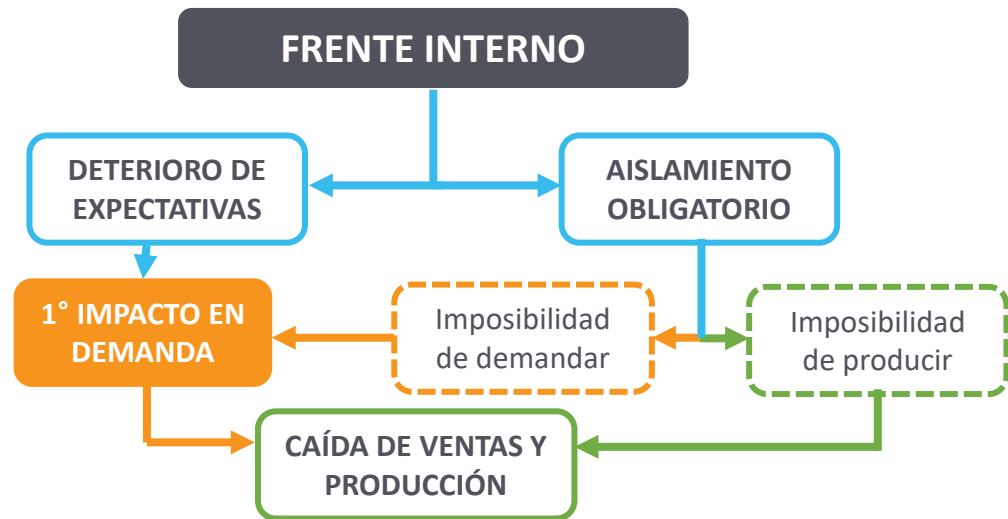 FRENTE INTERNO
DETERIORO DE
EXPECTATIVAS
AISLAMIENTO
OBLIGATORIO
1° IMPACTO EN
DEMANDA
Imposibilidad
de demandar
Imposibilidad
de producir
CAÍDA DE VENTAS Y
PRODUCCIÓN